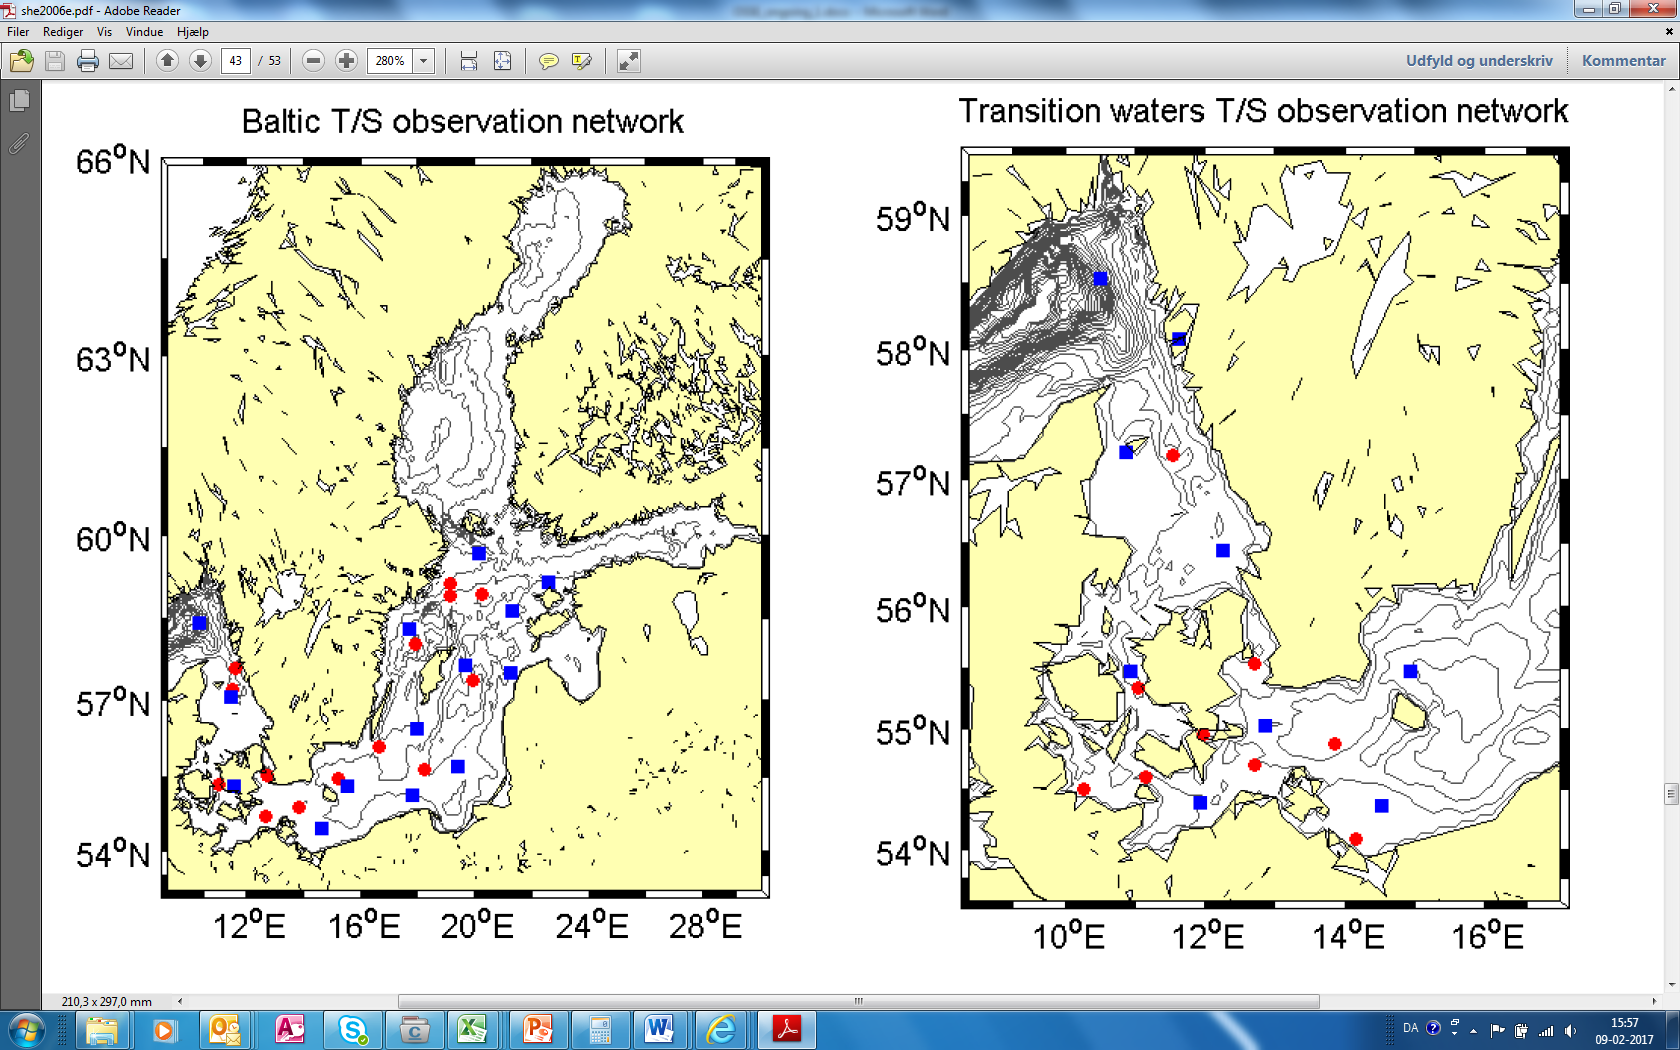 she2006e.pdf - Adobe Reader
Filer Rediger Vis Vindue Hjælp
43 / 53 280%
Udfyld og underskriv Kommentar
Baltic T/S observation network
66°N
63°N
60°N
57°N
54°N
12°E 16°E 20°E 24°E 28°E
Transition waters T/S observation network
59°N
58°N
57°N
56°N
55°N
54°N
10°E 12°E 14°E 16°E
210,3 x 297,0 mm
DA
15:57
09-02-2017